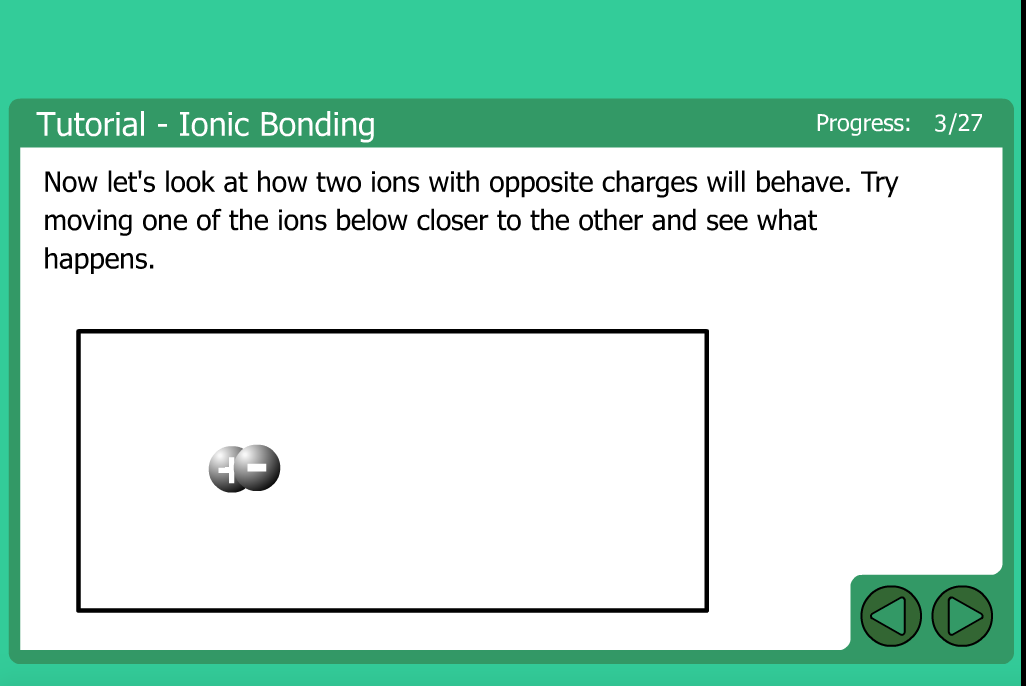 Tutorial - Ionic Bonding
Progress: 3/27
Now let's look at how two ions with opposite charges will behave. Try
moving one of the ions below closer to the other and see what
happens.
+
-